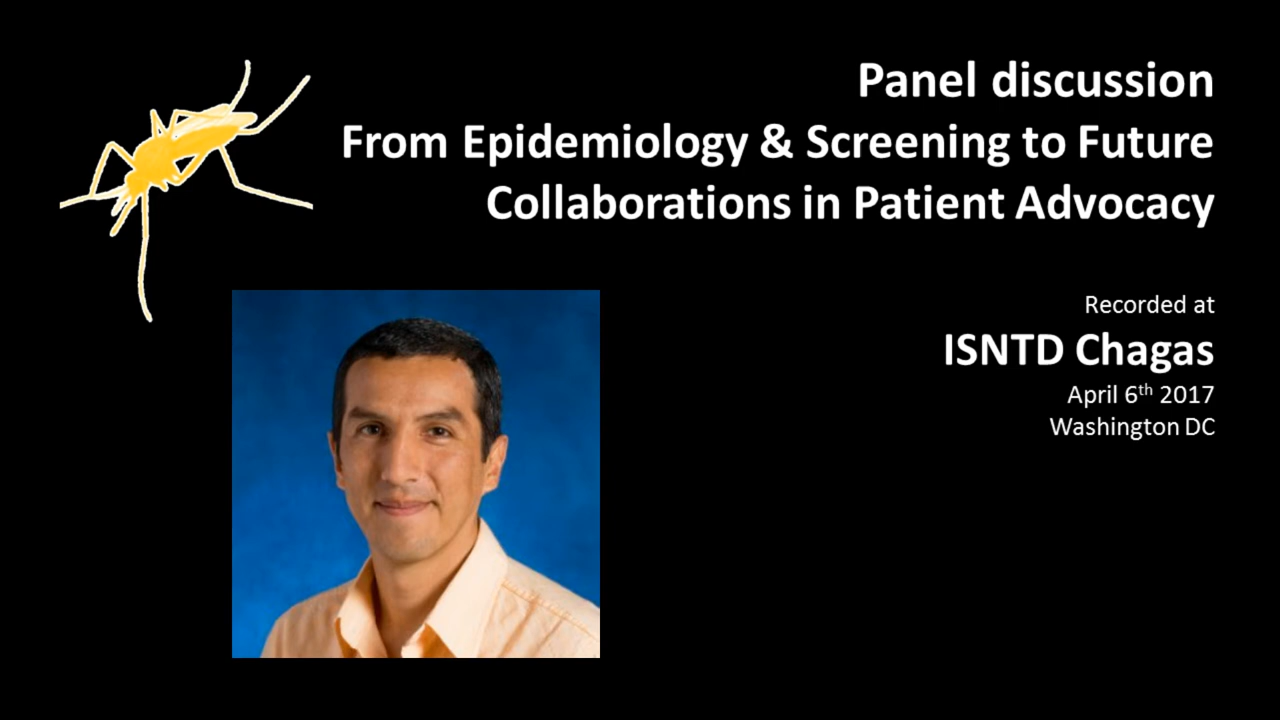 Panel discussion
From Epidemiology & Screening to Future
Collaborations in Patient Advocacy
Recorded at
ISNTD Chagas
April 6th 2017
Washington DC